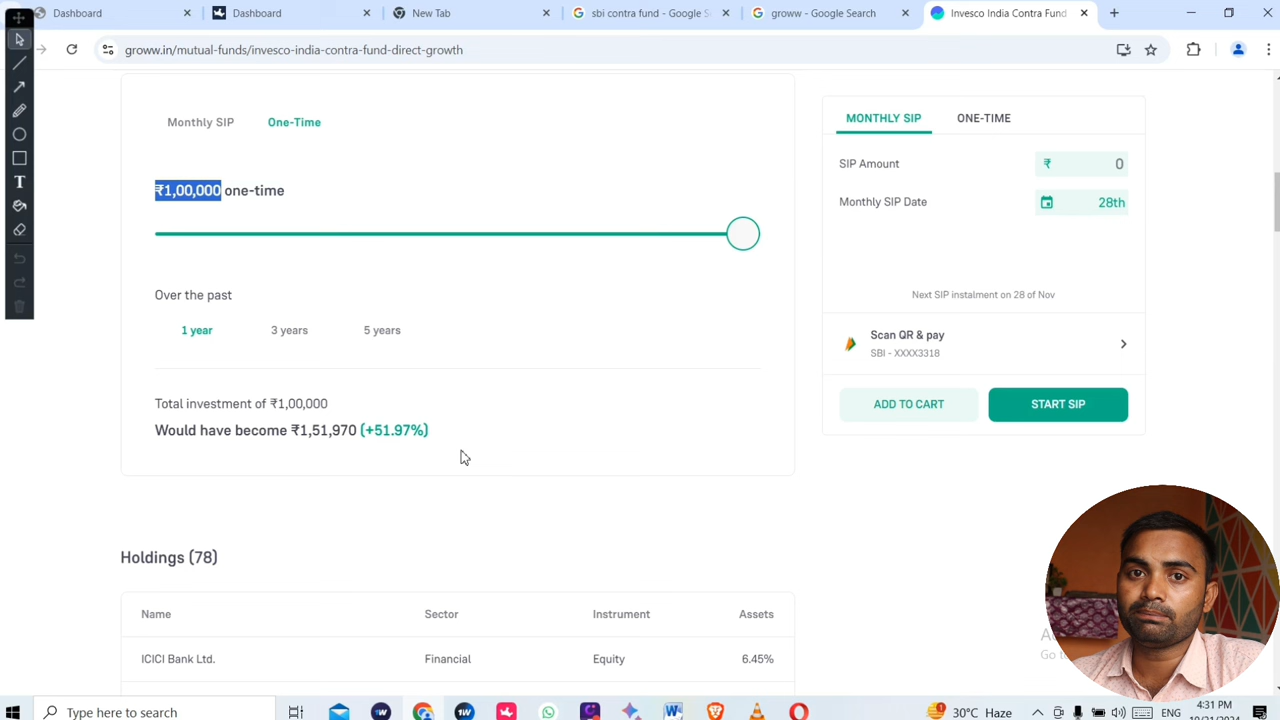 Dashboard
Dashboard
New Tab
sbi contra fund - Google
groww - Google Search
Invesco India Contra Fund
groww.in/mutual-funds/invesco-india-contra-fund-direct-growth
Monthly SIP One-Time
₹1,00,000 one-time
Over the past
1 year 3 years 5 years
Total investment of ₹1,00,000
Would have become ₹1,51,970 (+51.97%)
MONTHLY SIP ONE-TIME
SIP Amount ₹ 0
Monthly SIP Date 28th
Next SIP instalment on 28 of Nov
Scan QR & pay
SBI - XXXX3318
ADD TO CART START SIP
Holdings (78)
Name Sector Instrument Assets
ICICI Bank Ltd. Financial Equity 6.45%
T
Go to
Type here to search
30°C Haze
ENG
4:31 PM